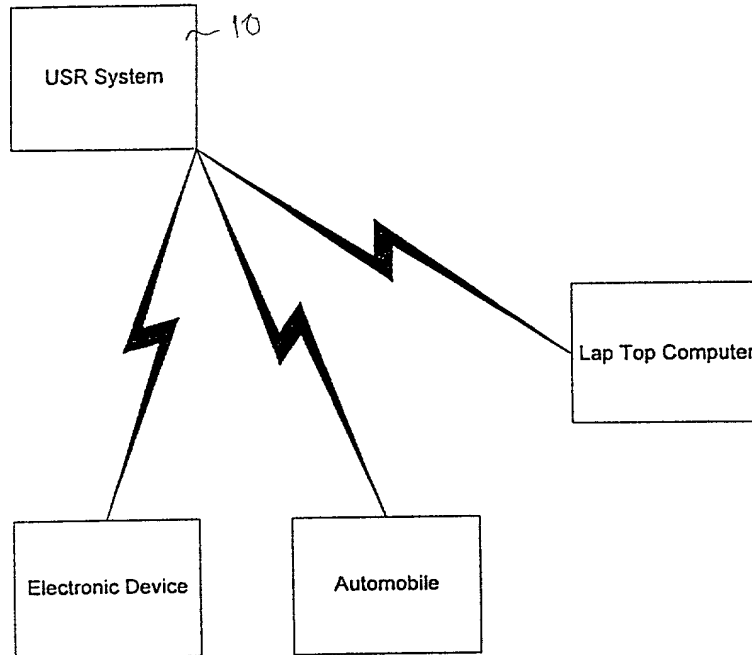 10
USR System
Lap Top Computer
Electronic Device
Automobile